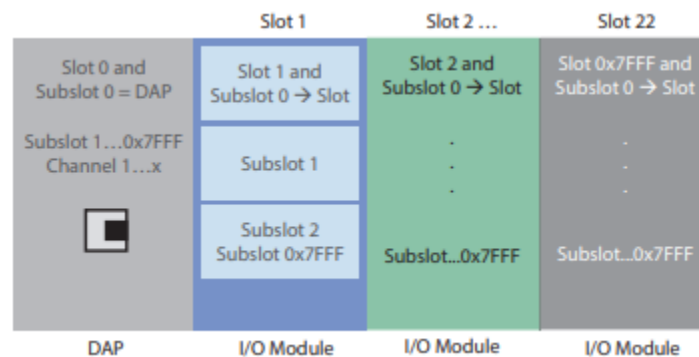 Slot 1
Slot 2 ...
Slot 22
Slot 0 and
Subslot 0 = DAP
Subslot 1...0x7FFF
Channel 1...x
DAP
Slot 1 and
Subslot 0 → Slot
Subslot 1
Subslot 2
Subslot 0x7FFF
I/O Module
Slot 2 and
Subslot 0 → Slot
.
.
.
Subslot...0x7FFF
I/O Module
Slot 0x7FFF and
Subslot 0 → Slot
.
.
.
Subslot...0x7FFF
I/O Module